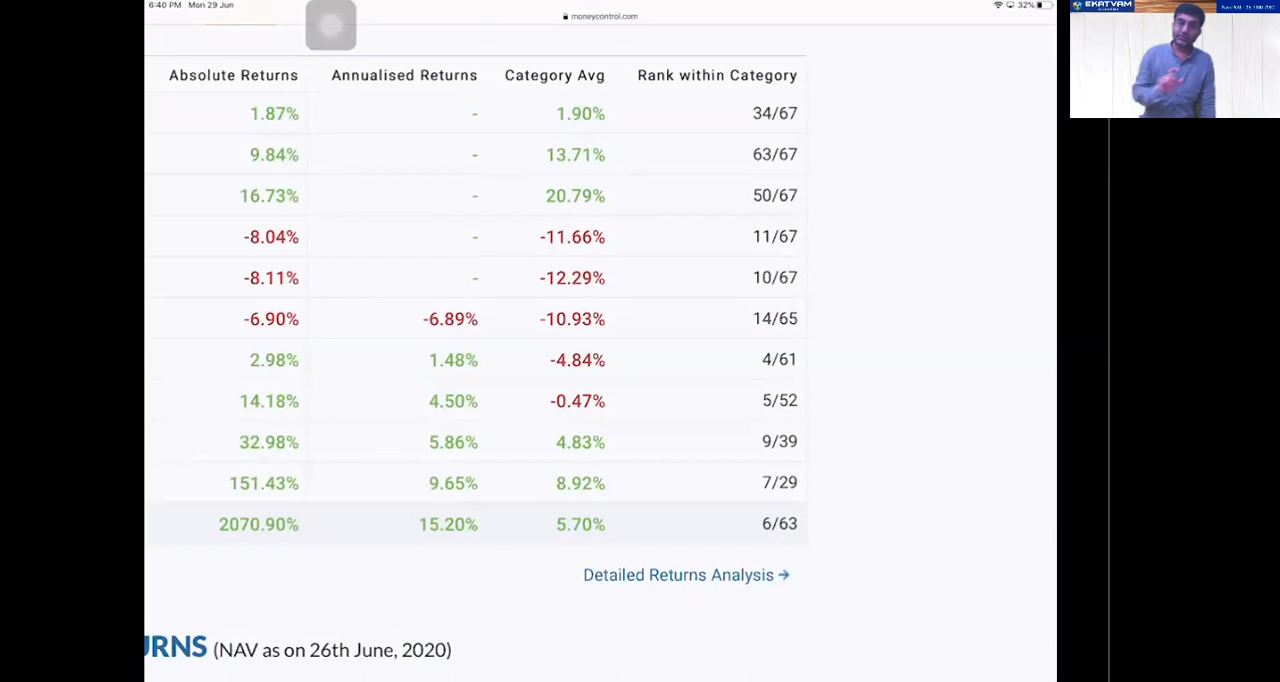 6:40 PM Mon 29 Jun
moneycontrol.com
32%
EKATVAM
ACADEMY
Absolute Returns Annualised Returns Category Avg Rank within Category
1.87% - 1.90% 34/67
9.84% - 13.71% 63/67
16.73% - 20.79% 50/67
-8.04% - -11.66% 11/67
-8.11% - -12.29% 10/67
-6.90% -6.89% -10.93% 14/65
2.98% 1.48% -4.84% 4/61
14.18% 4.50% -0.47% 5/52
32.98% 5.86% 4.83% 9/39
151.43% 9.65% 8.92% 7/29
2070.90% 15.20% 5.70% 6/63
Detailed Returns Analysis →
URNS (NAV as on 26th June, 2020)